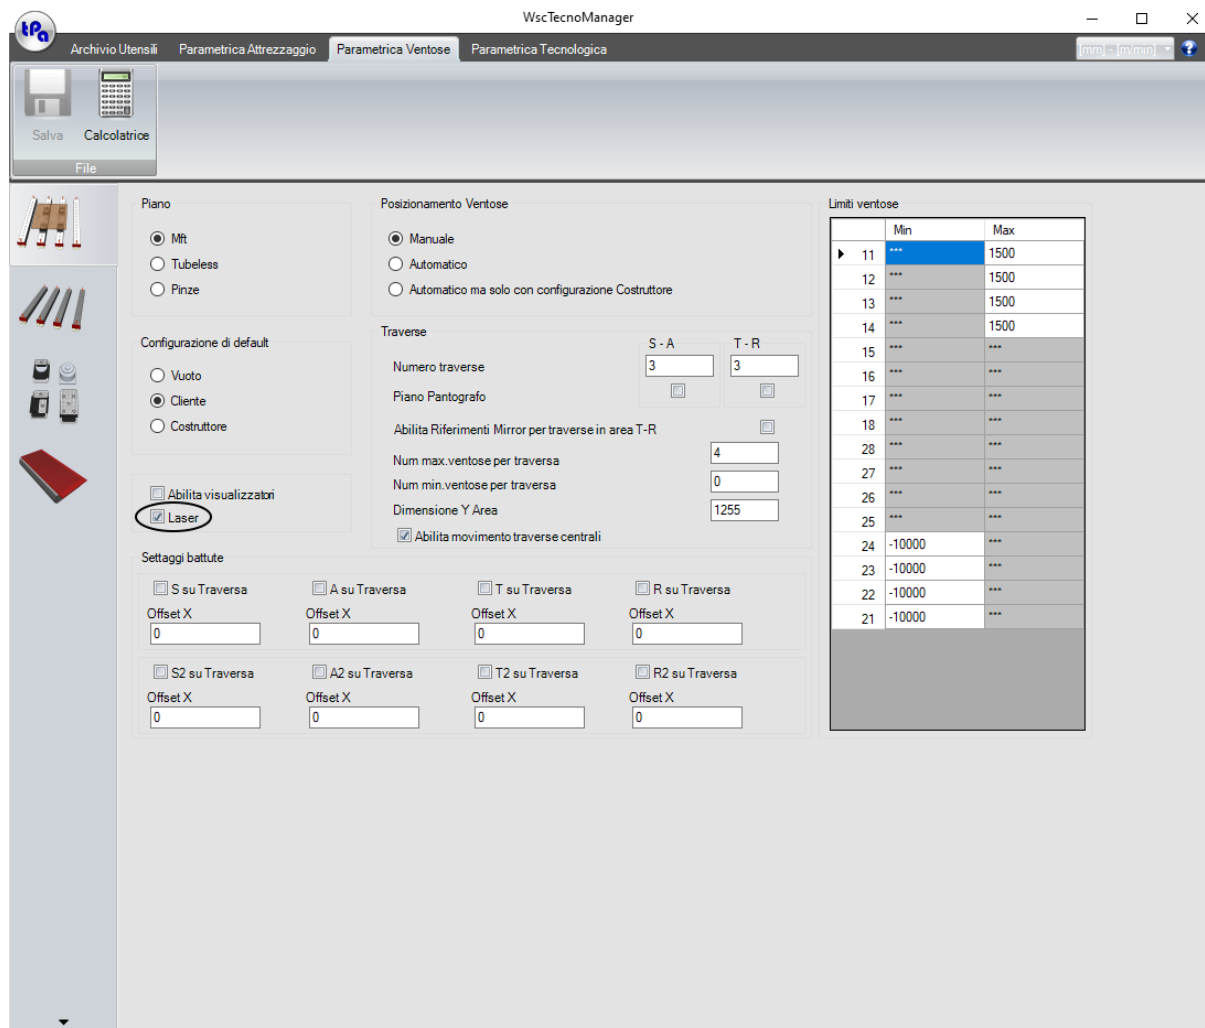 WscTecnoManager
tPa
Archivio Utensili Parametrica Attrezzaggio Parametrica Ventose Parametrica Tecnologica [mm] - [m/min]
Salva Calcolatrice
File
Piano
Mft
Tubeless
Pinze
Posizionamento Ventose
Manuale
Automatico
Automatico ma solo con configurazione Costruttore
Configurazione di default
Vuoto
Cliente
Costruttore
Abilita visualizzatori
Laser
Traverse
S - A T - R
Numero traverse 3 3
Piano Pantografo
Abilita Riferimenti Mirror per traverse in area T-R
Num max.ventose per traversa 4
Num min.ventose per traversa 0
Dimensione Y Area 1255
Abilita movimento traverse centrali
Settaggi battute
S su Traversa A su Traversa T su Traversa R su Traversa
Offset X Offset X Offset X Offset X
0 0 0 0
S2 su Traversa A2 su Traversa T2 su Traversa R2 su Traversa
Offset X Offset X Offset X Offset X
0 0 0 0
Limiti ventose
Min Max
11 *** 1500
12 *** 1500
13 *** 1500
14 *** 1500
15 *** ***
16 *** ***
17 *** ***
18 *** ***
28 *** ***
27 *** ***
26 *** ***
25 *** ***
24 -10000 ***
23 -10000 ***
22 -10000 ***
21 -10000 ***